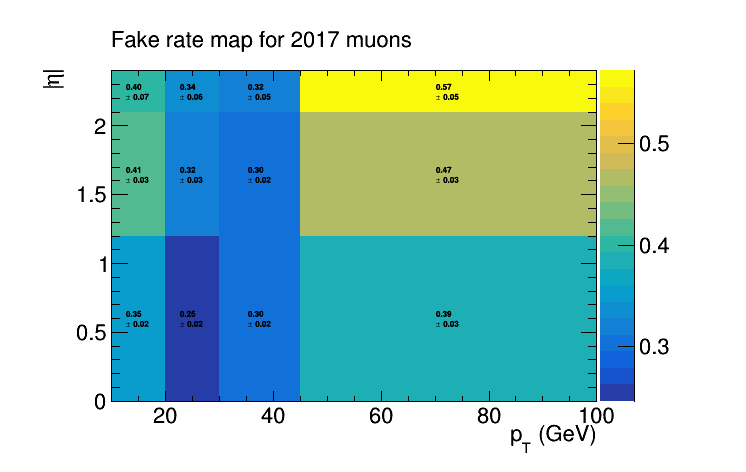 Fake rate map for 2017 muons
|η|
0.40 0.34 0.32 0.57
± 0.07 ± 0.06 ± 0.05 ± 0.05
2
0.5
0.41 0.32 0.30 0.47
± 0.03 ± 0.03 ± 0.02 ± 0.03
1.5
0.4
1
0.35 0.25 0.30 0.39
± 0.02 ± 0.02 ± 0.02 ± 0.03
0.5
0.3
0
20 40 60 80 100
p_T (GeV)